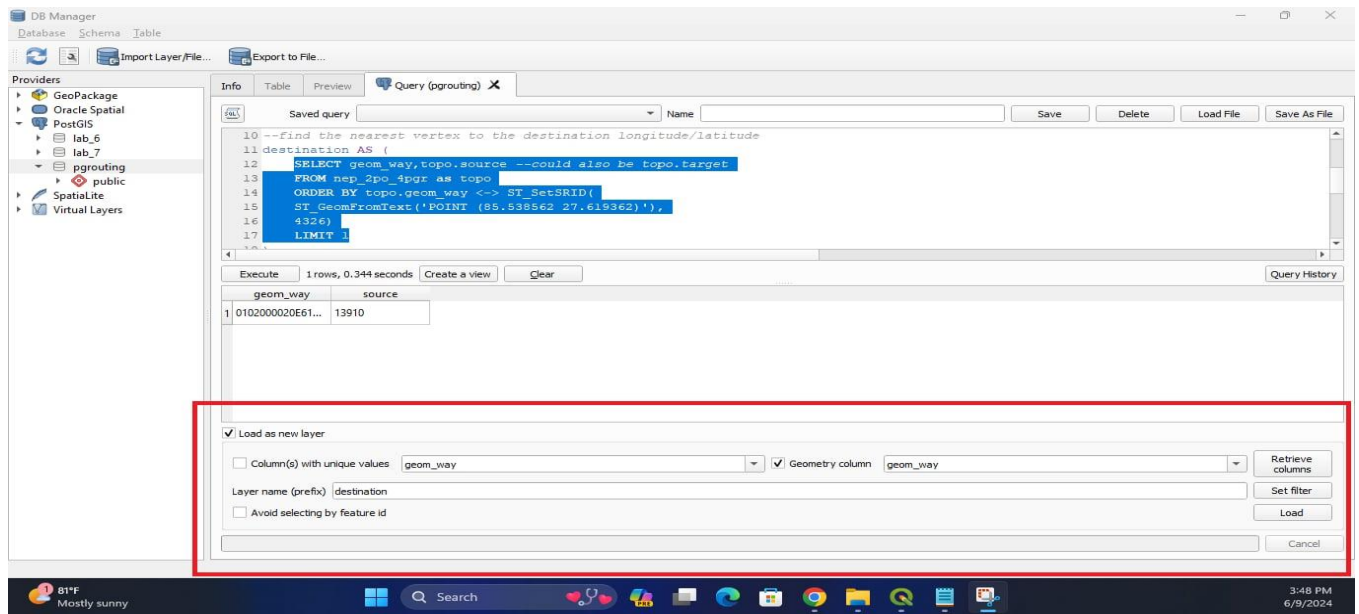 DB Manager
Database Schema Table
Import Layer/File... Export to File...
Providers
GeoPackage
Oracle Spatial
PostGIS
lab_6
lab_7
pgrouting
public
SpatiaLite
Virtual Layers
Info Table Preview Query (pgrouting)
SQL Saved query Name Save Delete Load File Save As File
10 --find the nearest vertex to the destination longitude/latitude
11 destination AS (
12 SELECT geom_way,topo.source --could also be topo.target
13 FROM nep_2po_4pgr as topo
14 ORDER BY topo.geom_way <-> ST_SetSRID(
15 ST_GeomFromText('POINT (85.538562 27.619362)'),
16 4326)
17 LIMIT 1
Execute 1 rows, 0.344 seconds Create a view Clear Query History
geom_way source
1 0102000020E61... 13910
Load as new layer
Column(s) with unique values geom_way Geometry column geom_way Retrieve columns
Layer name (prefix) destination Set filter
Avoid selecting by feature id Load
Cancel
1 81°F
Mostly sunny
Search
PRE
3:48 PM
6/9/2024